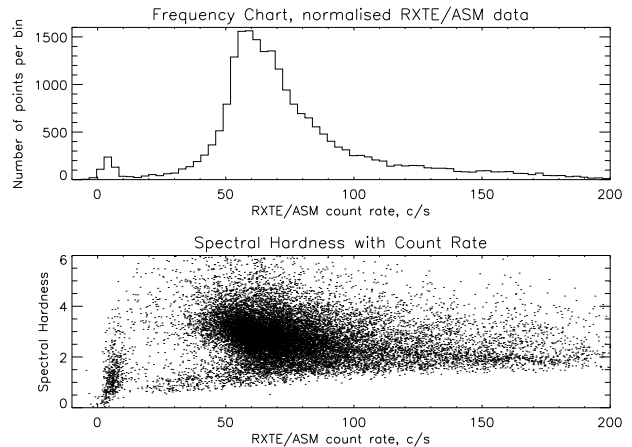 Frequency Chart, normalised RXTE/ASM data
Number of points per bin
1500
1000
500
0
0 50 100 150 200
RXTE/ASM count rate, c/s
Spectral Hardness with Count Rate
Spectral Hardness
6
4
2
0
0 50 100 150 200
RXTE/ASM count rate, c/s